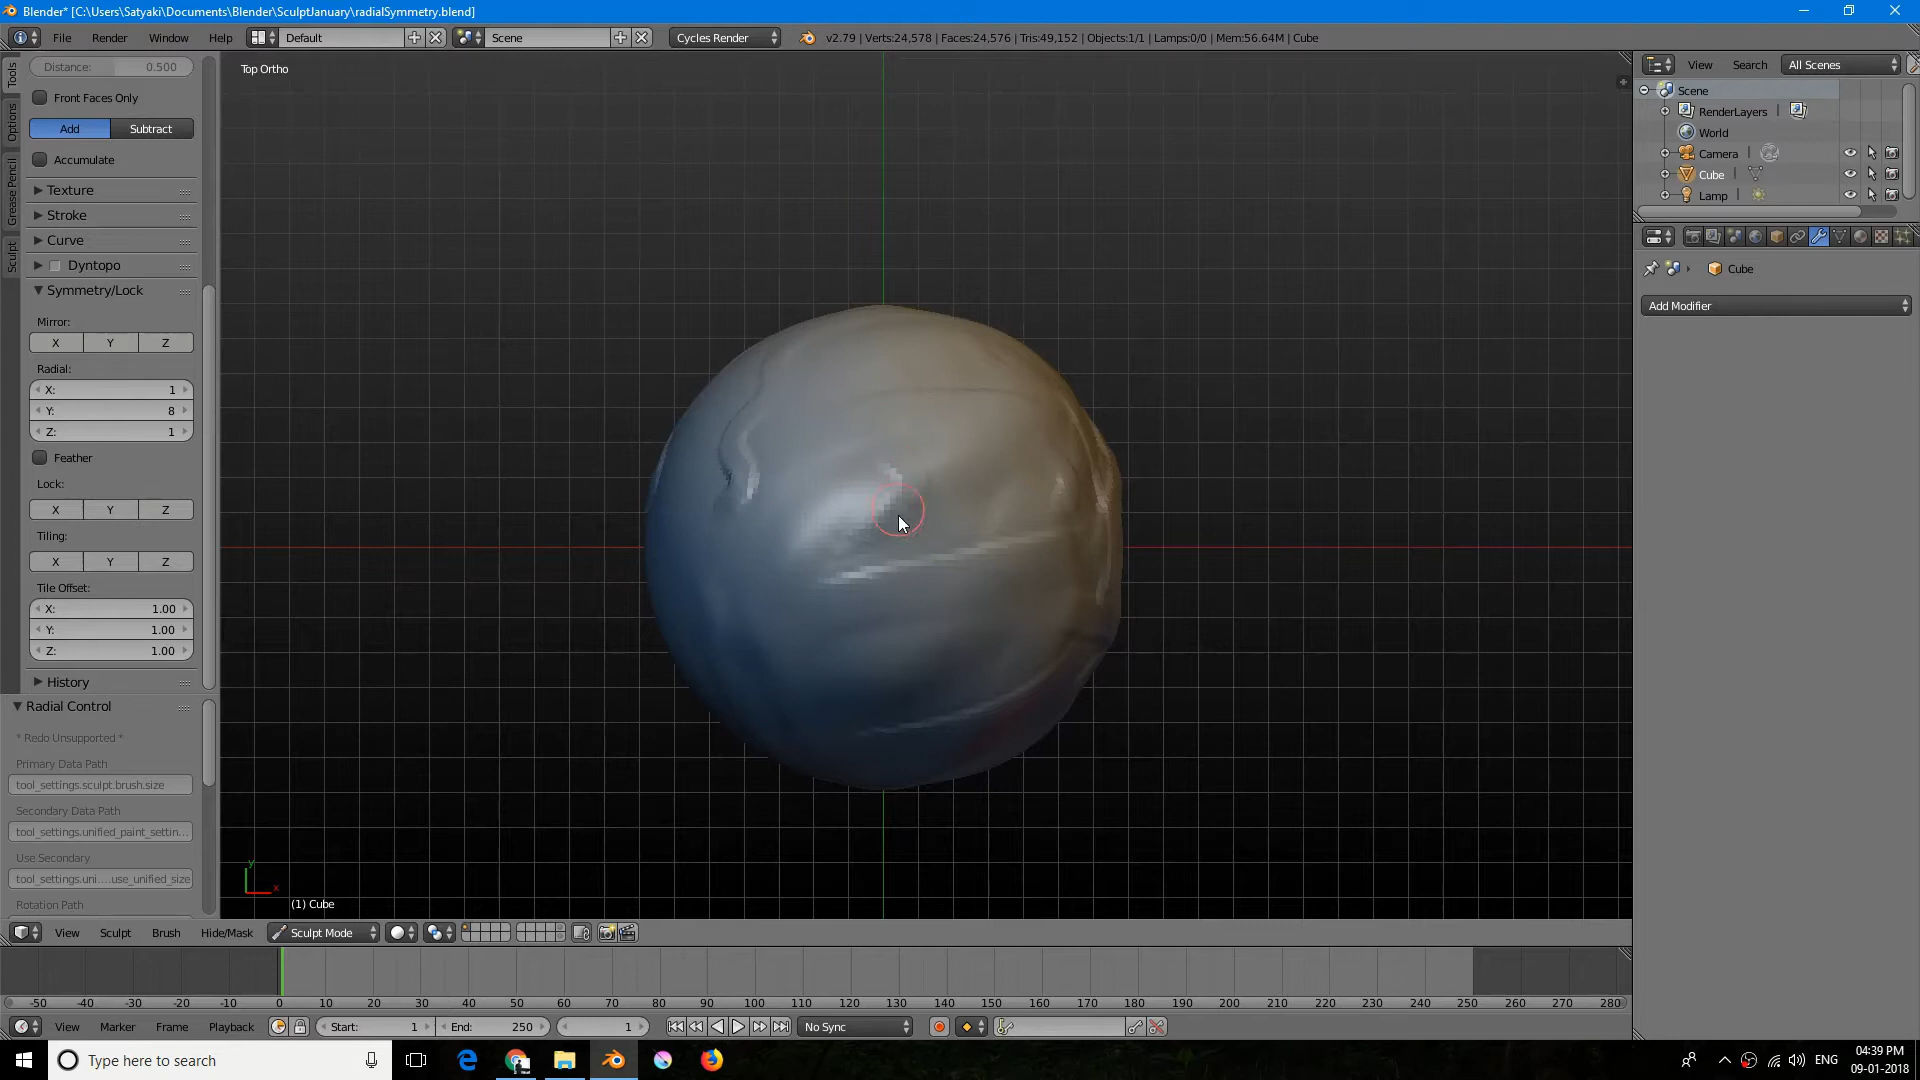 Blender* [C:\Users\Satyaki\Documents\Blender\SculptJanuary\radialSymmetry.blend]
File Render Window Help Default Scene Cycles Render v2.79 | Verts:24,578 | Faces:24,576 | Tris:49,152 | Objects:1/1 | Lamps:0/0 | Mem:56.64M | Cube
Distance: 0.500
Front Faces Only
Add Subtract
Accumulate
Texture
Stroke
Curve
Dyntopo
Symmetry/Lock
Mirror:
X Y Z
Radial:
X: 1
Y: 8
Z: 1
Feather
Lock:
X Y Z
Tiling:
X Y Z
Tile Offset:
X: 1.00
Y: 1.00
Z: 1.00
History
Radial Control
* Redo Unsupported *
Primary Data Path
tool_settings.sculpt.brush.size
Secondary Data Path
tool_settings.unified_paint_settin...
Use Secondary
tool_settings.uni....use_unified_size
Rotation Path
Tools
Options
Grease Pencil
Sculpt
Top Ortho
y
x
(1) Cube
View Search All Scenes
Scene
RenderLayers
World
Camera
Cube
Lamp
Cube
Add Modifier
View Sculpt Brush Hide/Mask Sculpt Mode
-50 -40 -30 -20 -10 0 10 20 30 40 50 60 70 80 90 100 110 120 130 140 150 160 170 180 190 200 210 220 230 240 250 260 270 280
View Marker Frame Playback Start: 1 End: 250 1 No Sync
Type here to search
ENG
04:39 PM
09-01-2018